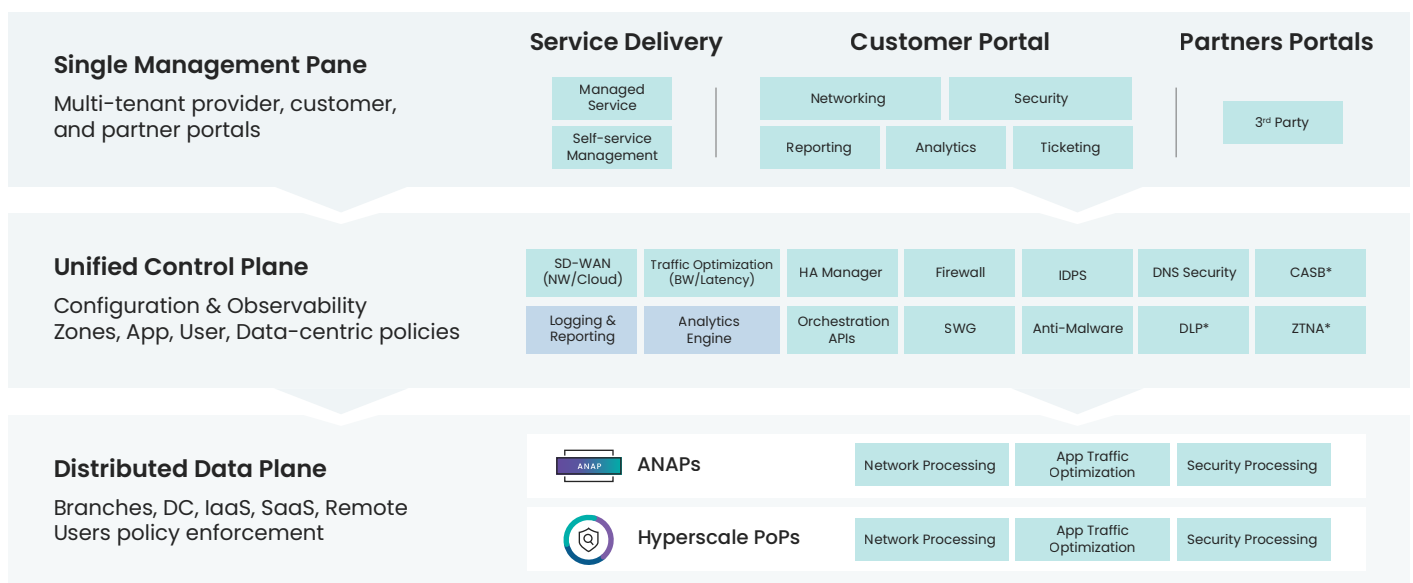 Single Management Pane
Multi-tenant provider, customer,
and partner portals
Service Delivery
Managed
Service
Self-service
Management
Customer Portal
Networking
Security
Reporting
Analytics
Ticketing
Partners Portals
3rd Party
Unified Control Plane
Configuration & Observability
Zones, App, User, Data-centric policies
SD-WAN
(NW/Cloud)
Traffic Optimization
(BW/Latency)
HA Manager
Firewall
IDPS
DNS Security
CASB*
Logging &
Reporting
Analytics
Engine
Orchestration
APIs
SWG
Anti-Malware
DLP*
ZTNA*
Distributed Data Plane
Branches, DC, IaaS, SaaS, Remote
Users policy enforcement
ANAP
ANAPs
Network Processing
App Traffic
Optimization
Security Processing
Hyperscale PoPs
Network Processing
App Traffic
Optimization
Security Processing